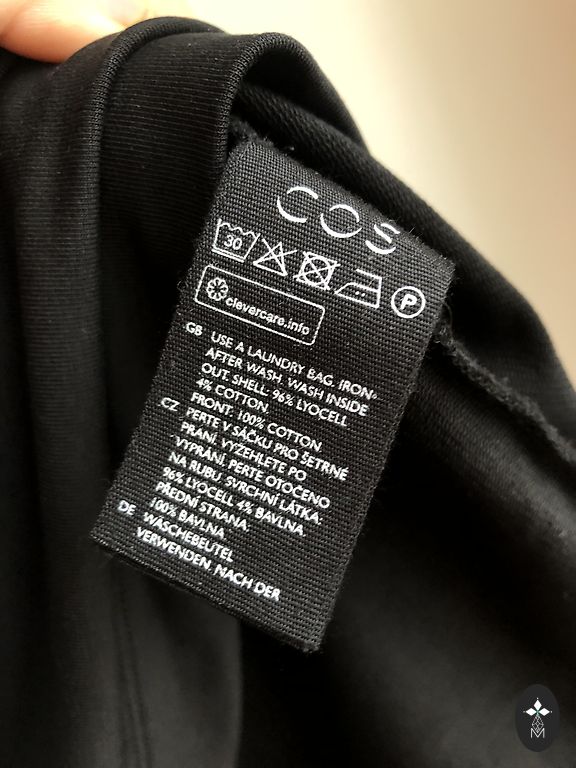 COS
30
P
clevercare.info
GB USE A LAUNDRY BAG. IRON
AFTER WASH. WASH INSIDE
OUT. SHELL: 96% LYOCELL
4% COTTON.
FRONT: 100% COTTON
CZ PERTE V SÁČKU PRO ŠETRNÉ
PRANÍ. VYŽEHLETE PO
VYPRÁNÍ. PERTE OTOČENO
NA RUBU. SVRCHNÍ LÁTKA:
96% LYOCELL 4% BAVLNA.
PŘEDNÍ STRANA:
100% BAVLNA
DE WÄSCHEBEUTEL
VERWENDEN. NACH DER
M